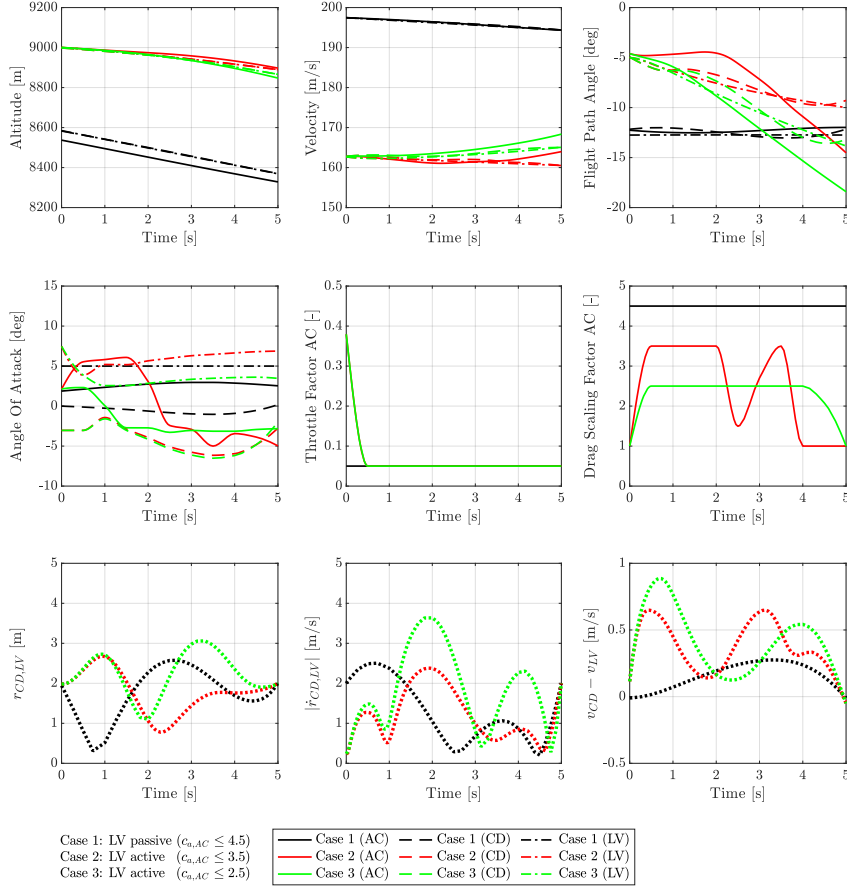 9000
8800
8600
8400
8200
Altitude [m]
0 1 2 3 4 5
Time [s]
200
190
180
170
160
150
Velocity [m/s]
0 1 2 3 4 5
Time [s]
0
-5
-10
-15
-20
Flight Path Angle [deg]
0 1 2 3 4 5
Time [s]
15
10
5
0
-5
-10
Angle Of Attack [deg]
0 1 2 3 4 5
Time [s]
0.5
0.4
0.3
0.2
0.1
0
Throttle Factor AC [-]
0 1 2 3 4 5
Time [s]
5
4
3
2
1
0
Drag Scaling Factor AC [-]
0 1 2 3 4 5
Time [s]
5
4
3
2
1
0
r_{CD,LV} [m]
0 1 2 3 4 5
Time [s]
5
4
3
2
1
0
|ṙ_{CD,LV}| [m/s]
0 1 2 3 4 5
Time [s]
1
0.5
0
-0.5
v_{CD} − v_{LV} [m/s]
0 1 2 3 4 5
Time [s]
Case 1: LV passive (c_{a,AC} ≤ 4.5)
Case 2: LV active (c_{a,AC} ≤ 3.5)
Case 3: LV active (c_{a,AC} ≤ 2.5)
Case 1 (AC) Case 1 (CD) Case 1 (LV)
Case 2 (AC) Case 2 (CD) Case 2 (LV)
Case 3 (AC) Case 3 (CD) Case 3 (LV)